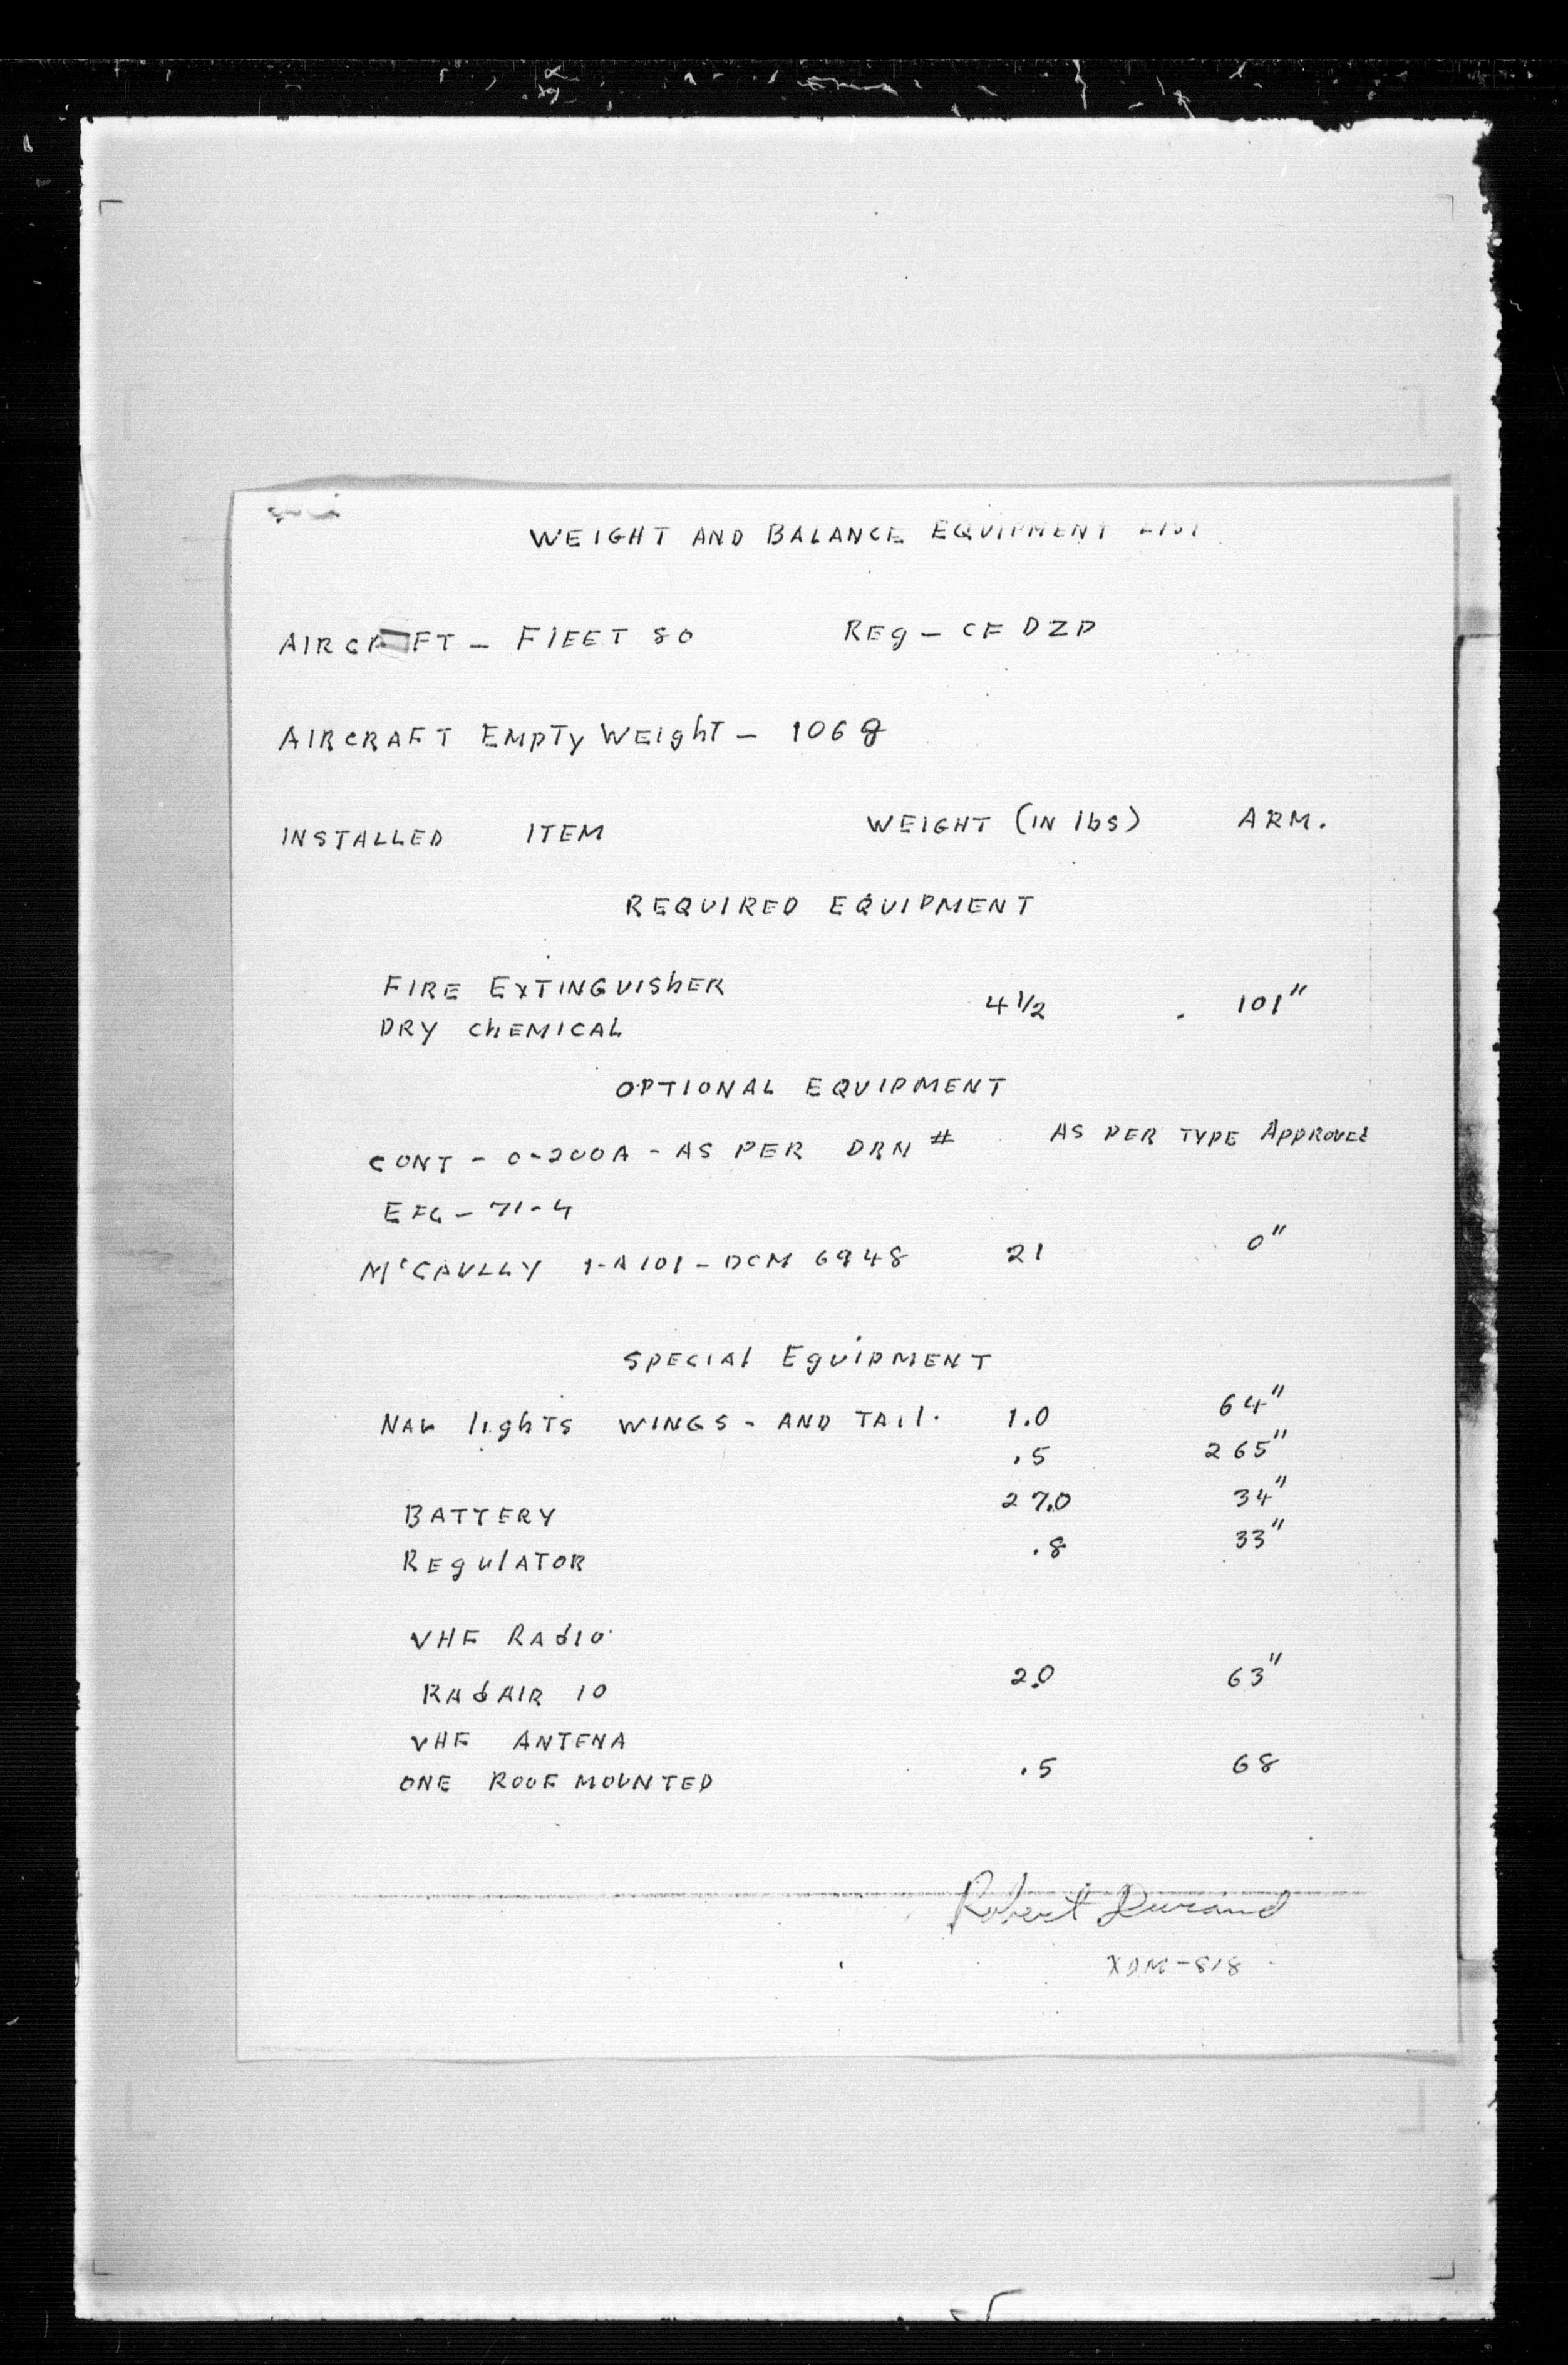 WEIGHT AND BALANCE EQUIPMENT LIST
AIRCRAFT – FlEET 80 REg – CF DZP
AIRCRAFT EmpTy WEIghT – 1068
INSTALLED ITEM WEIGHT (IN lbs) ARM.
REQUIRED EQUIPMENT
FIRE EXTINGUISHER
DRY ChEMICAL 4 1/2 101"
OPTIONAL EQUIPMENT
CONT - O-200A - AS PER DRN # AS PER TYPE APPROVEd
EFG - 71-4
McCAULLY 1-A101 - DCM 6948 21 0"
SPECIAl EqUIPMENT
NAV lights WINGS - AND TAIl. 1.0 64"
.5 265"
BATTERY 27.0 34"
REgulATOR .8 33"
VHF RAdIO
RAdAIR 10 2.0 63"
VHF ANTENA
ONE ROOF MOUNTED .5 68
Robert Durand
XDM-818